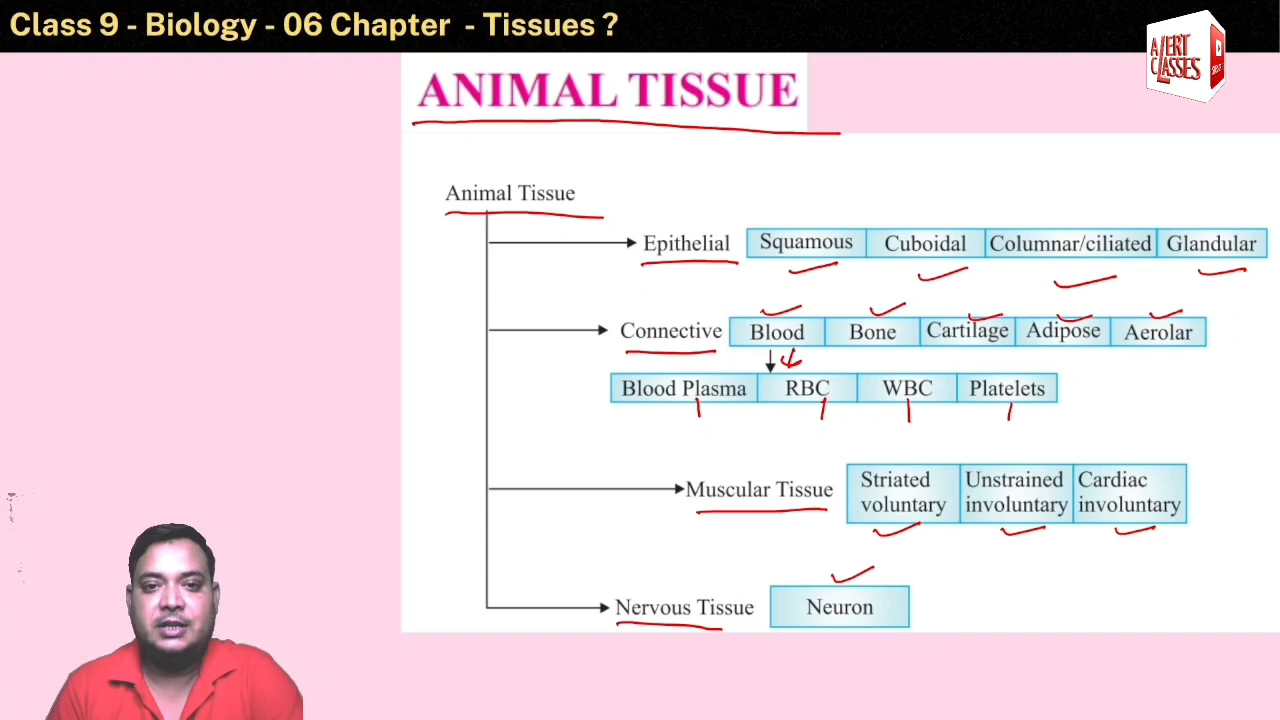 Class 9 - Biology - 06 Chapter - Tissues ?
ALERT CLASSES
ANIMAL TISSUE
Animal Tissue
Epithelial Squamous Cuboidal Columnar/ciliated Glandular
Connective Blood Bone Cartilage Adipose Aerolar
Blood Plasma RBC WBC Platelets
Muscular Tissue Striated voluntary Unstrained involuntary Cardiac involuntary
Nervous Tissue Neuron